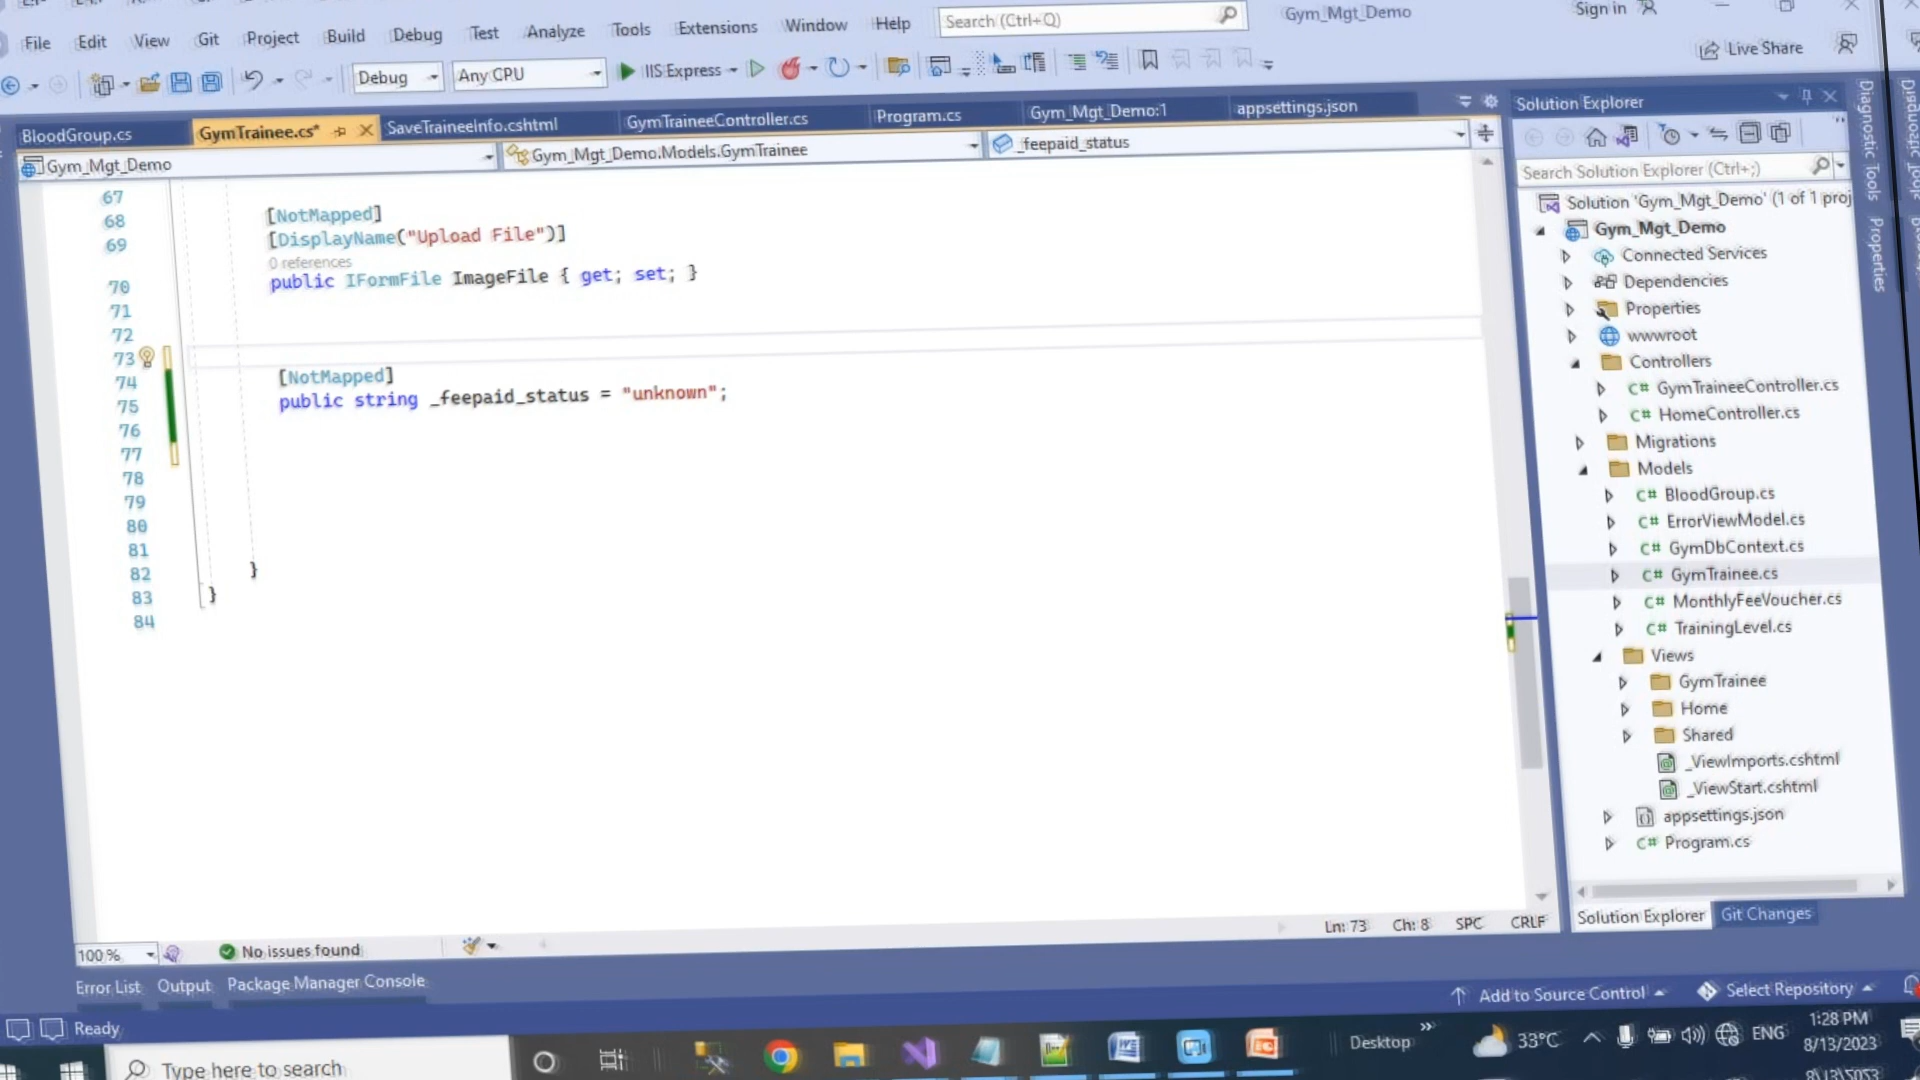 File Edit View Git Project Build Debug Test Analyze Tools Extensions Window Help Search (Ctrl+Q) Gym_Mgt_Demo Sign in
Live Share
Debug Any CPU IIS Express
BloodGroup.cs GymTrainee.cs* SaveTraineeInfo.cshtml GymTraineeController.cs Program.cs Gym_Mgt_Demo:1 appsettings.json
Gym_Mgt_Demo Gym_Mgt_Demo.Models.GymTrainee _feepaid_status
67
68 [NotMapped]
69 [DisplayName("Upload File")]
0 references
70 public IFormFile ImageFile { get; set; }
71
72
73
74 [NotMapped]
75 public string _feepaid_status = "unknown";
76
77
78
79
80
81
82 }
83 }
84
100 % No issues found Ln: 73 Ch: 8 SPC CRLF
Error List Output Package Manager Console
Solution Explorer
Search Solution Explorer (Ctrl+;)
Solution 'Gym_Mgt_Demo' (1 of 1 proj
Gym_Mgt_Demo
Connected Services
Dependencies
Properties
wwwroot
Controllers
C# GymTraineeController.cs
C# HomeController.cs
Migrations
Models
C# BloodGroup.cs
C# ErrorViewModel.cs
C# GymDbContext.cs
C# GymTrainee.cs
C# MonthlyFeeVoucher.cs
C# TrainingLevel.cs
Views
GymTrainee
Home
Shared
_ViewImports.cshtml
_ViewStart.cshtml
appsettings.json
C# Program.cs
Solution Explorer Git Changes
Diagnostic Tools
Properties
Add to Source Control Select Repository
Ready
Type here to search
Desktop 33°C ENG 1:28 PM
8/13/2023